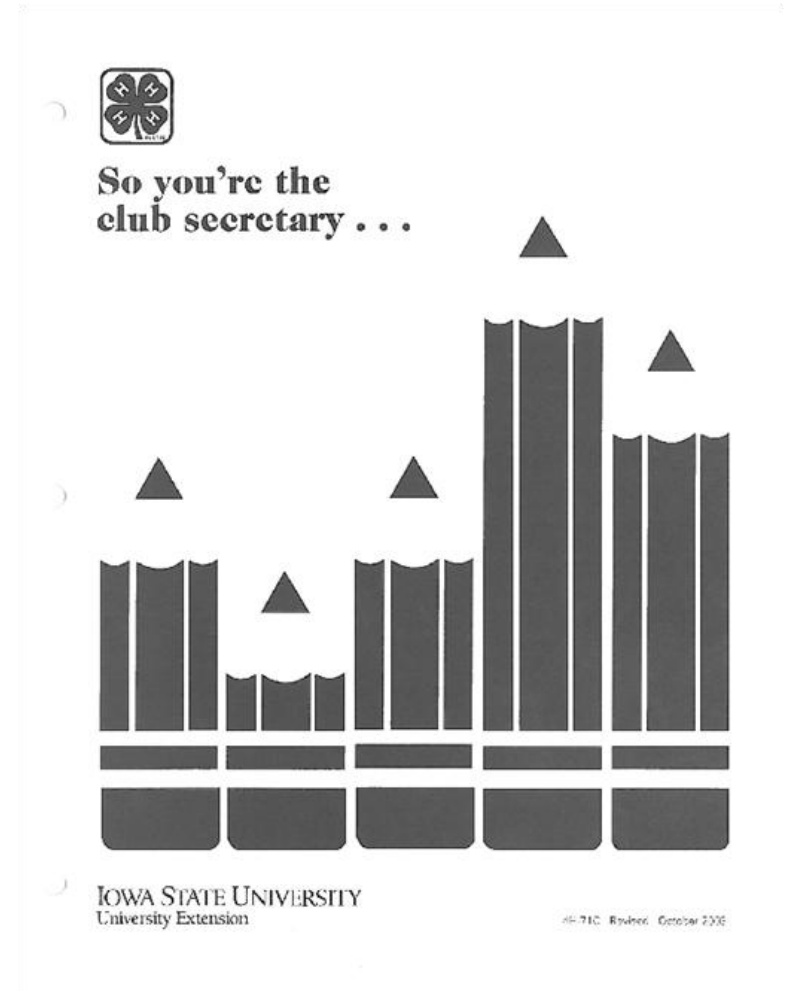 H H
H H
So you're the
club secretary . . .
IOWA STATE UNIVERSITY
University Extension
Revised October